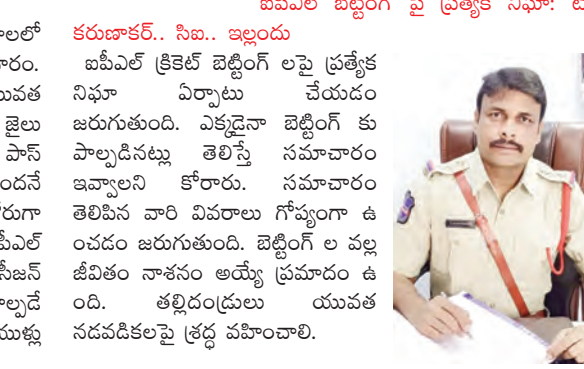 ఐపీఎల్ బెట్టింగ్ పై ప్రత్యేక నిఘా:
కరుణాకర్.. సిఐ.. ఇల్లందు
ఐపీఎల్ క్రికెట్ బెట్టింగ్ లపై ప్రత్యేక
నిఘా ఏర్పాటు చేయడం
జరుగుతుంది. ఎక్కడైనా బెట్టింగ్ కు
పాల్పడినట్లు తెలిస్తే సమాచారం
ఇవ్వాలని కోరారు. సమాచారం
తెలిపిన వారి వివరాలు గోప్యంగా ఉ
ంచడం జరుగుతుంది. బెట్టింగ్ ల వల్ల
జీవితం నాశనం అయ్యే ప్రమాదం ఉ
ంది. తల్లిదండ్రులు యువత
నడవడికలపై శ్రద్ధ వహించాలి.